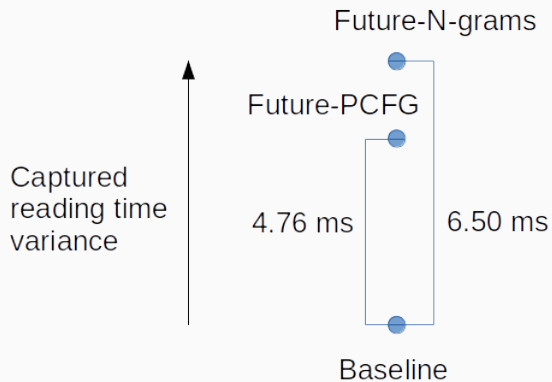 Future-N-grams
Future-PCFG
Captured
reading time
variance
4.76 ms
6.50 ms
Baseline